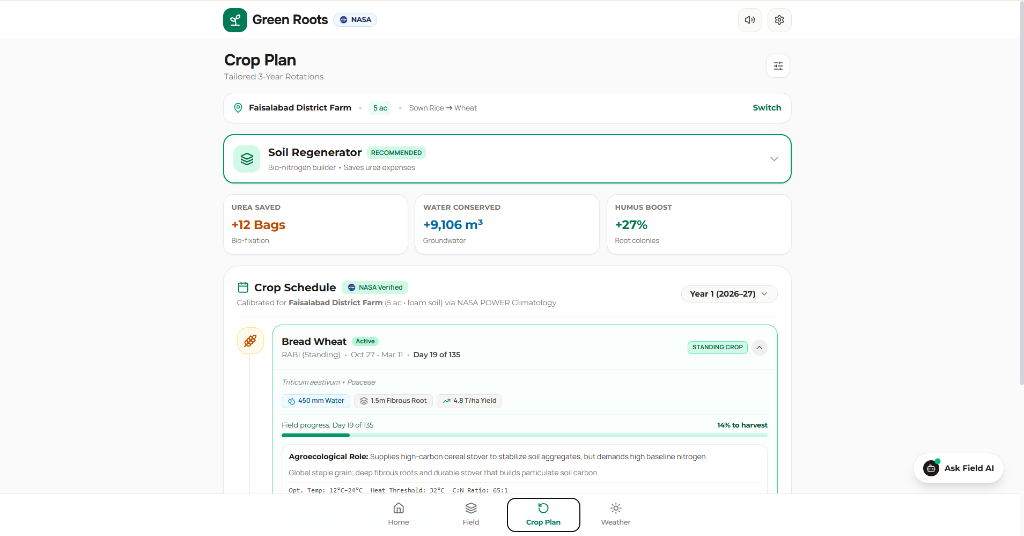 Green Roots NASA
Crop Plan
Tailored 3-Year Rotations
Faisalabad District Farm • 5 ac • Sown Rice → Wheat Switch
Soil Regenerator RECOMMENDED
Bio-nitrogen builder • Saves urea expenses
UREA SAVED
+12 Bags
Bio-fixation
WATER CONSERVED
+9,106 m³
Groundwater
HUMUS BOOST
+27%
Root colonies
Crop Schedule NASA Verified
Calibrated for Faisalabad District Farm (5 ac · loam soil) via NASA POWER Climatology
Year 1 (2026–27)
Bread Wheat Active
RABI (Standing) • Oct 27 - Mar 11 • Day 19 of 135
STANDING CROP
Triticum aestivum • Poaceae
450 mm Water 1.5m Fibrous Root 4.8 T/ha Yield
Field progress: Day 19 of 135 14% to harvest
Agroecological Role: Supplies high-carbon cereal stover to stabilize soil aggregates, but demands high baseline nitrogen.
Global staple grain; deep fibrous roots and durable stover that builds particulate soil carbon.
Opt. Temp: 12°C–24°C Heat Threshold: 32°C C:N Ratio: 65:1
Ask Field AI
Home Field Crop Plan Weather